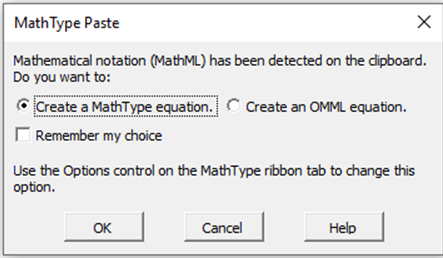 MathType Paste
Mathematical notation (MathML) has been detected on the clipboard.
Do you want to:
Create a MathType equation. Create an OMML equation.
Remember my choice
Use the Options control on the MathType ribbon tab to change this
option.
OK Cancel Help